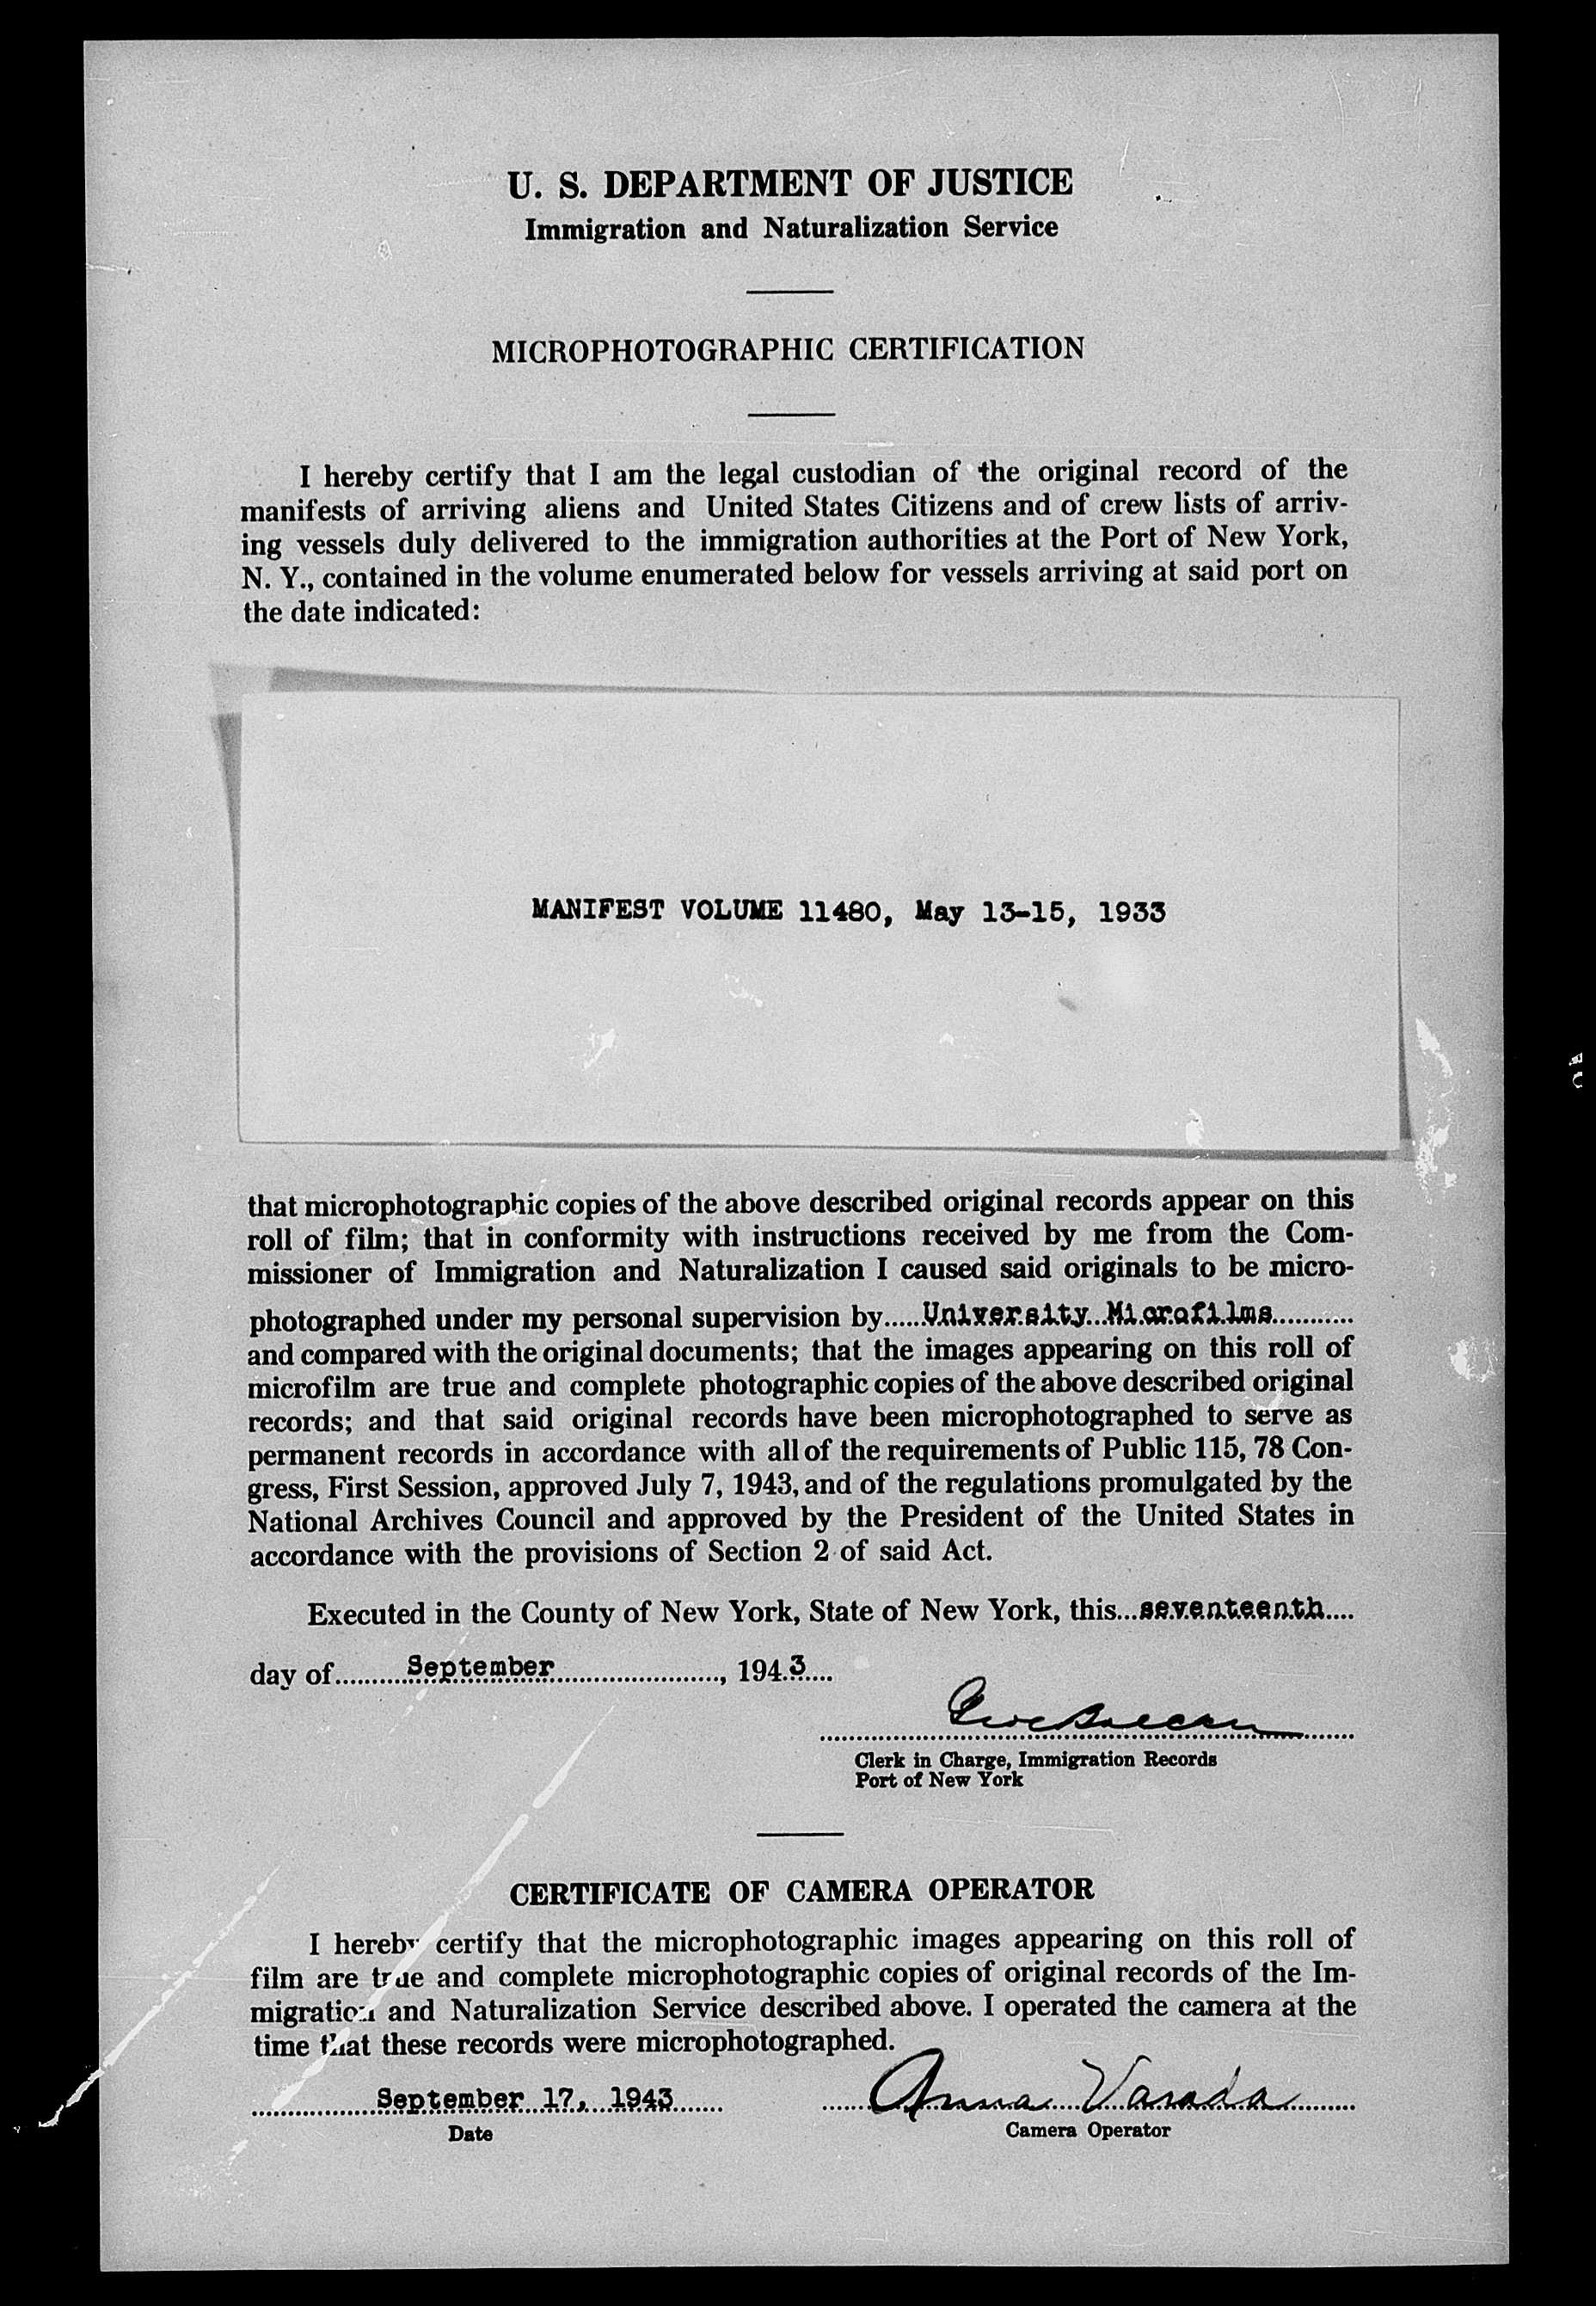 U. S. DEPARTMENT OF JUSTICE
Immigration and Naturalization Service
MICROPHOTOGRAPHIC CERTIFICATION
I hereby certify that I am the legal custodian of the original record of the
manifests of arriving aliens and United States Citizens and of crew lists of arriv-
ing vessels duly delivered to the immigration authorities at the Port of New York,
N. Y., contained in the volume enumerated below for vessels arriving at said port on
the date indicated:
MANIFEST VOLUME 11480, May 13-15, 1933
that microphotographic copies of the above described original records appear on this
roll of film; that in conformity with instructions received by me from the Com-
missioner of Immigration and Naturalization I caused said originals to be micro-
photographed under my personal supervision by.....University Microfilms...........
and compared with the original documents; that the images appearing on this roll of
microfilm are true and complete photographic copies of the above described original
records; and that said original records have been microphotographed to serve as
permanent records in accordance with all of the requirements of Public 115, 78 Con-
gress, First Session, approved July 7, 1943, and of the regulations promulgated by the
National Archives Council and approved by the President of the United States in
accordance with the provisions of Section 2 of said Act.
Executed in the County of New York, State of New York, this...seventeenth....
day of..........September......................., 194.3....
Clerk in Charge, Immigration Records
Port of New York
CERTIFICATE OF CAMERA OPERATOR
I hereby certify that the microphotographic images appearing on this roll of
film are true and complete microphotographic copies of original records of the Im-
migration and Naturalization Service described above. I operated the camera at the
time that these records were microphotographed.
September 17, 1943 Anna Varada
Date Camera Operator